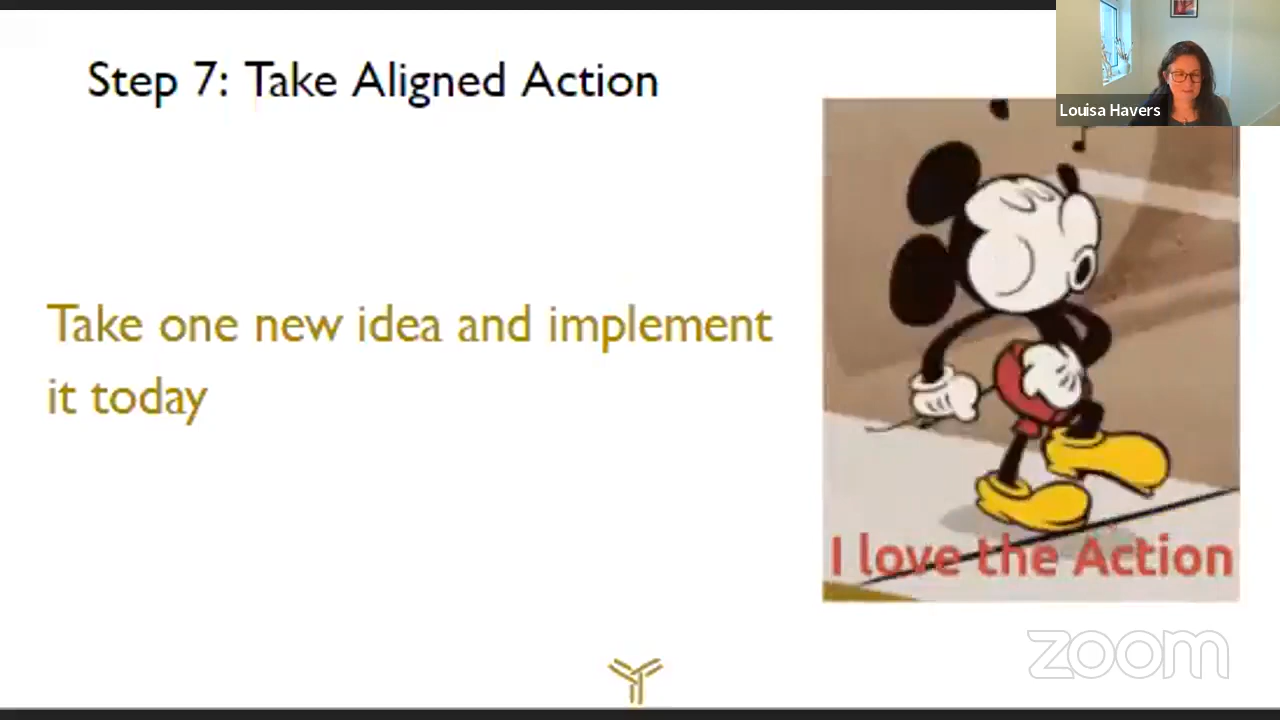 Step 7: Take Aligned Action
Louisa Havers
Take one new idea and implement
it today
I love the Action
zoom